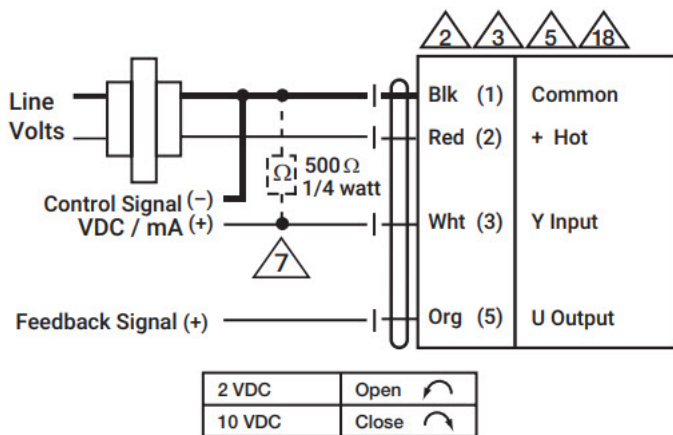 2 3 5 18
Line Volts
Blk (1) Common
Red (2) + Hot
Ω 500 Ω
1/4 watt
Control Signal (–)
VDC / mA (+)
Wht (3) Y Input
7
Feedback Signal (+)
Org (5) U Output
2 VDC Open
10 VDC Close